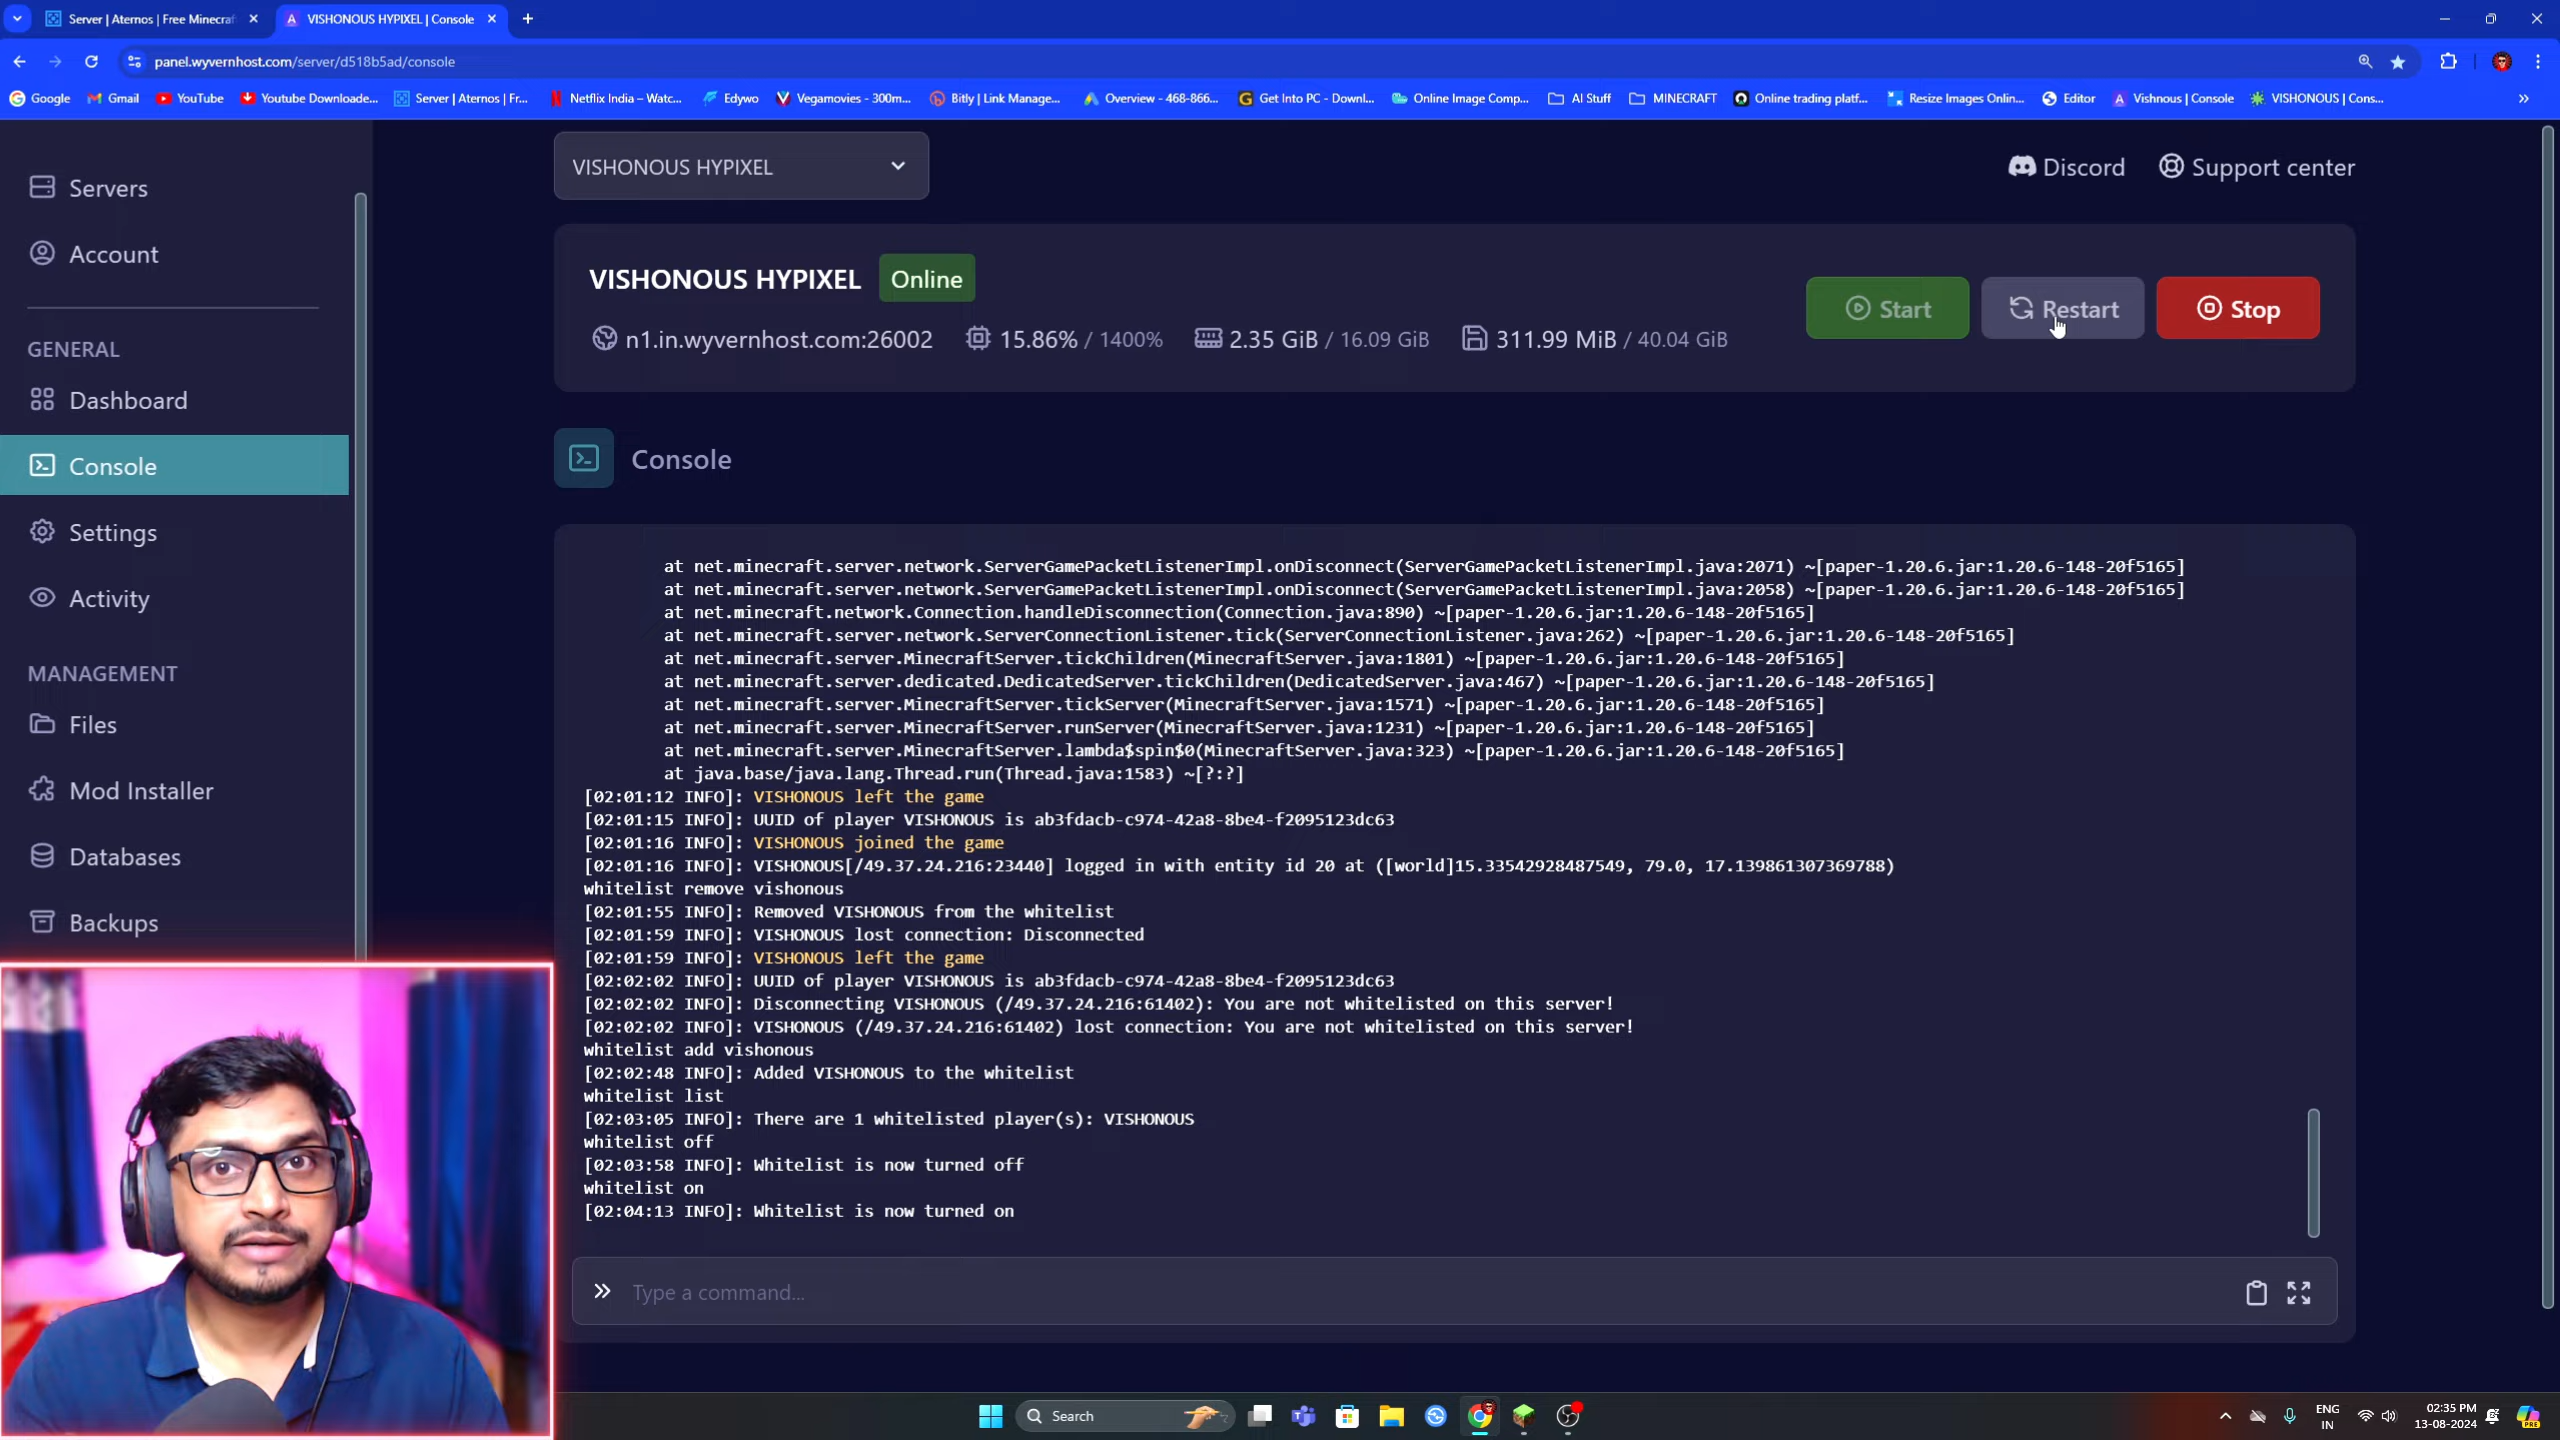 Server | Aternos | Free Minecraf
VISHONOUS HYPIXEL | Console
panel.wyvernhost.com/server/d518b5ad/console
Google
Gmail
YouTube
Youtube Downloade...
Server | Aternos | Fr...
Netflix India – Watc...
Edywo
Vegamovies - 300m...
Bitly | Link Manage...
Overview - 468-866...
Get Into PC - Downl...
Online Image Comp...
AI Stuff
MINECRAFT
Online trading platf...
Resize Images Onlin...
Editor
Vishnous | Console
VISHONOUS | Cons...
Servers
Account
GENERAL
Dashboard
Console
Settings
Activity
MANAGEMENT
Files
Mod Installer
Databases
Backups
VISHONOUS HYPIXEL
Discord
Support center
VISHONOUS HYPIXEL Online
n1.in.wyvernhost.com:26002 15.86% / 1400% 2.35 GiB / 16.09 GiB 311.99 MiB / 40.04 GiB
Start
Restart
Stop
Console
at net.minecraft.server.network.ServerGamePacketListenerImpl.onDisconnect(ServerGamePacketListenerImpl.java:2071) ~[paper-1.20.6.jar:1.20.6-148-20f5165]
at net.minecraft.server.network.ServerGamePacketListenerImpl.onDisconnect(ServerGamePacketListenerImpl.java:2058) ~[paper-1.20.6.jar:1.20.6-148-20f5165]
at net.minecraft.network.Connection.handleDisconnection(Connection.java:890) ~[paper-1.20.6.jar:1.20.6-148-20f5165]
at net.minecraft.server.network.ServerConnectionListener.tick(ServerConnectionListener.java:262) ~[paper-1.20.6.jar:1.20.6-148-20f5165]
at net.minecraft.server.MinecraftServer.tickChildren(MinecraftServer.java:1801) ~[paper-1.20.6.jar:1.20.6-148-20f5165]
at net.minecraft.server.dedicated.DedicatedServer.tickChildren(DedicatedServer.java:467) ~[paper-1.20.6.jar:1.20.6-148-20f5165]
at net.minecraft.server.MinecraftServer.tickServer(MinecraftServer.java:1571) ~[paper-1.20.6.jar:1.20.6-148-20f5165]
at net.minecraft.server.MinecraftServer.runServer(MinecraftServer.java:1231) ~[paper-1.20.6.jar:1.20.6-148-20f5165]
at net.minecraft.server.MinecraftServer.lambda$spin$0(MinecraftServer.java:323) ~[paper-1.20.6.jar:1.20.6-148-20f5165]
at java.base/java.lang.Thread.run(Thread.java:1583) ~[?:?]
[02:01:12 INFO]: VISHONOUS left the game
[02:01:15 INFO]: UUID of player VISHONOUS is ab3fdacb-c974-42a8-8be4-f2095123dc63
[02:01:16 INFO]: VISHONOUS joined the game
[02:01:16 INFO]: VISHONOUS[/49.37.24.216:23440] logged in with entity id 20 at ([world]15.33542928487549, 79.0, 17.139861307369788)
whitelist remove vishonous
[02:01:55 INFO]: Removed VISHONOUS from the whitelist
[02:01:59 INFO]: VISHONOUS lost connection: Disconnected
[02:01:59 INFO]: VISHONOUS left the game
[02:02:02 INFO]: UUID of player VISHONOUS is ab3fdacb-c974-42a8-8be4-f2095123dc63
[02:02:02 INFO]: Disconnecting VISHONOUS (/49.37.24.216:61402): You are not whitelisted on this server!
[02:02:02 INFO]: VISHONOUS (/49.37.24.216:61402) lost connection: You are not whitelisted on this server!
whitelist add vishonous
[02:02:48 INFO]: Added VISHONOUS to the whitelist
whitelist list
[02:03:05 INFO]: There are 1 whitelisted player(s): VISHONOUS
whitelist off
[02:03:58 INFO]: Whitelist is now turned off
whitelist on
[02:04:13 INFO]: Whitelist is now turned on
Type a command...
Search
ENG
IN
02:35 PM
13-08-2024